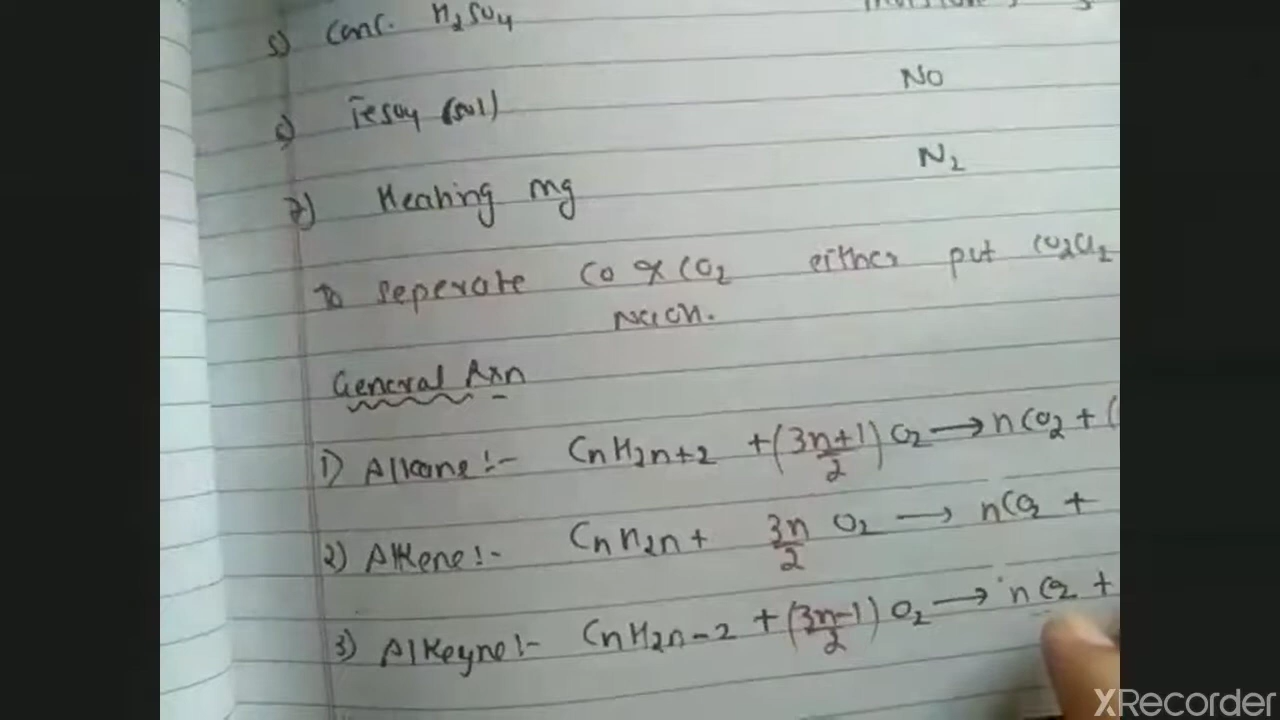 5) Conc. H2SO4
6) FeSO4 (sol) NO
7) Heating mg N2
To seperate CO & CO2 either put CO2Cl2
NaOH.
General Rxn
1) Alkane :- CnH2n+2 + (3n+1/2) O2 → nCO2 + (
2) Alkene :- CnH2n + 3n/2 O2 → nCO2 +
3) Alkeyne :- CnH2n-2 + (3n-1/2) O2 → nCO2 +
XRecorder